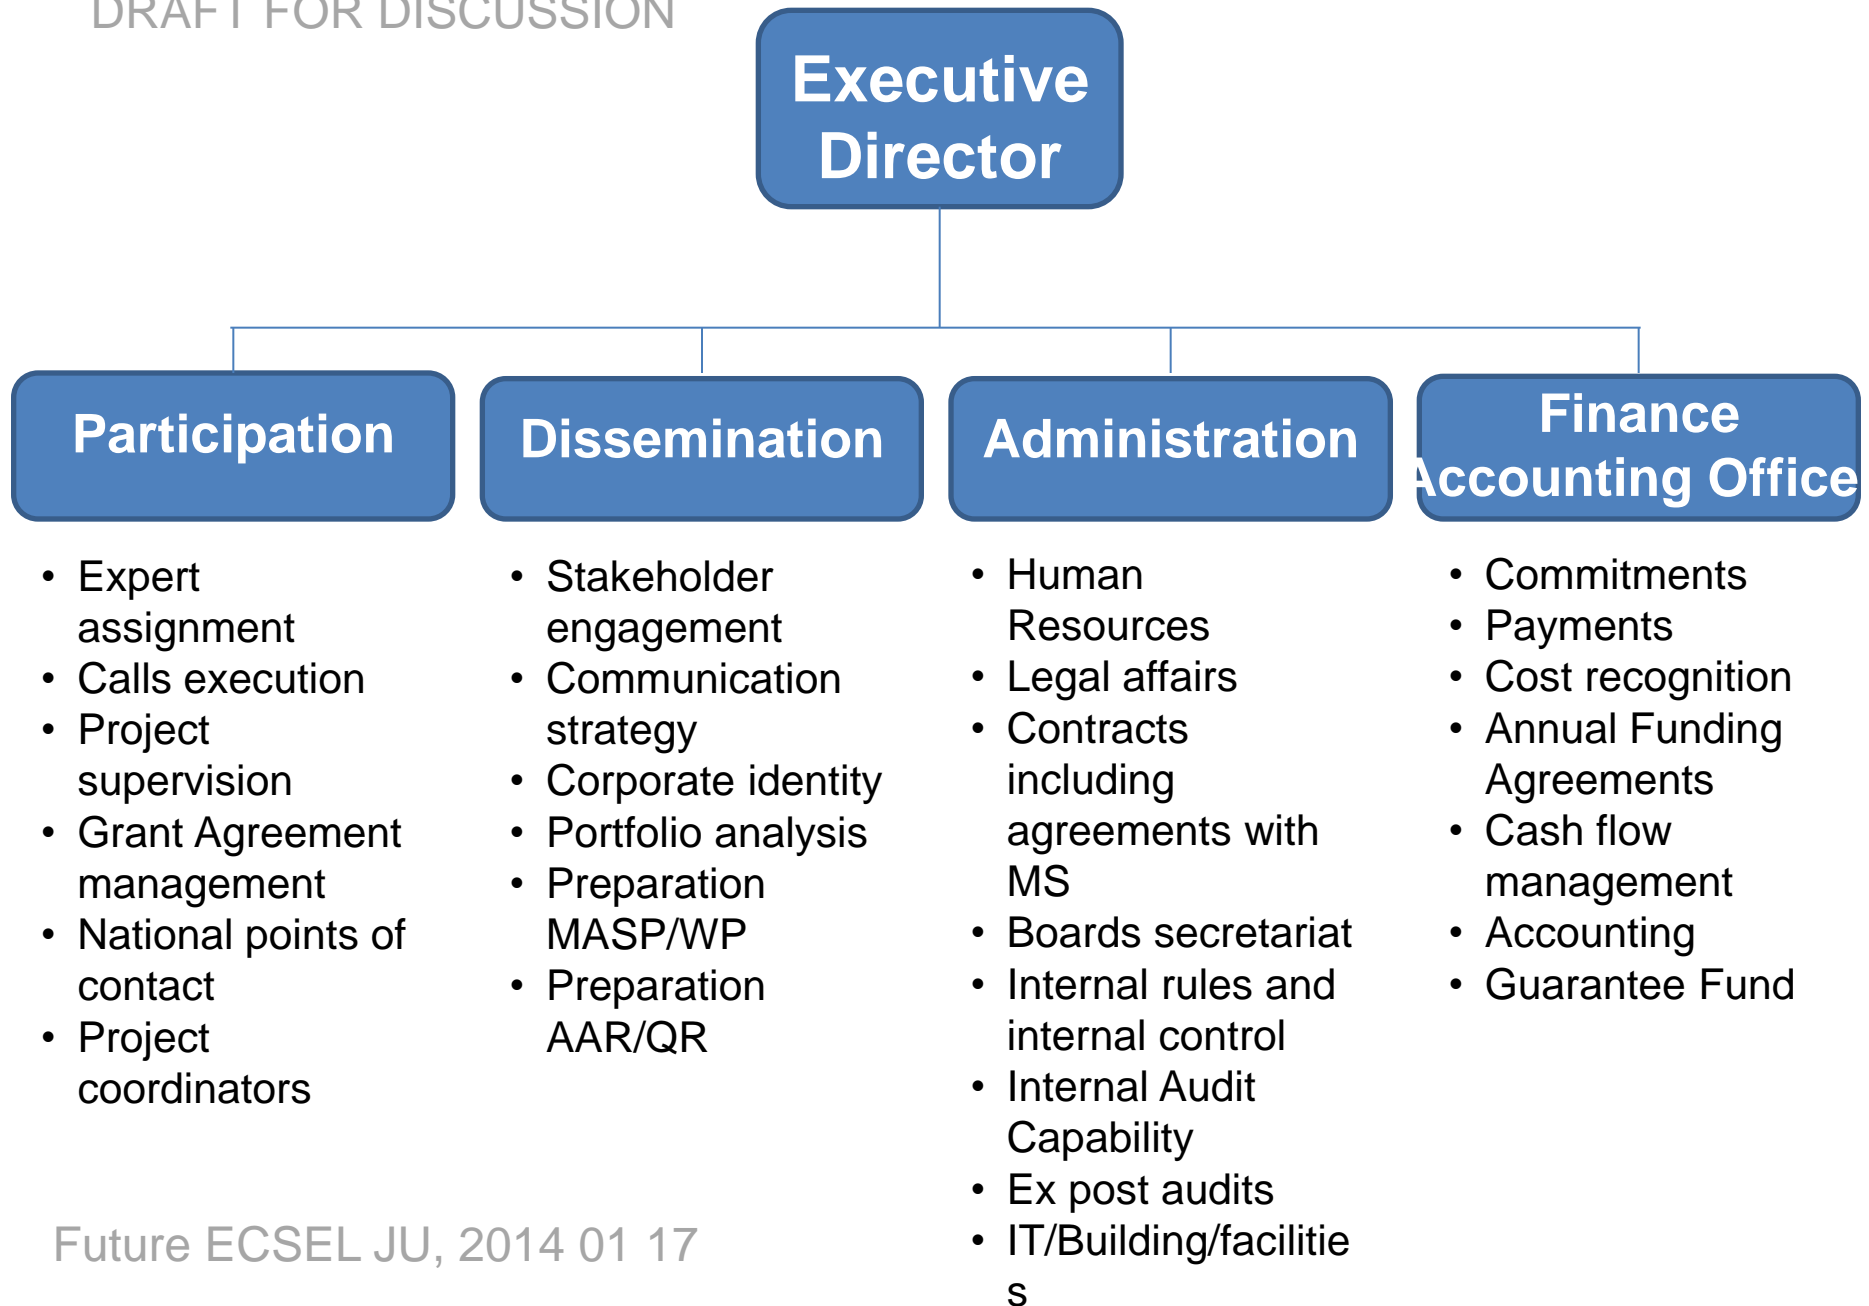 DRAFT FOR DISCUSSION
Executive
Director
Participation
Dissemination
Administration
Finance
Accounting Office
• Expert
assignment
• Calls execution
• Project
supervision
• Grant Agreement
management
• National points of
contact
• Project
coordinators
• Stakeholder
engagement
• Communication
strategy
• Corporate identity
• Portfolio analysis
• Preparation
MASP/WP
• Preparation
AAR/QR
• Human
Resources
• Legal affairs
• Contracts
including
agreements with
MS
• Boards secretariat
• Internal rules and
internal control
• Internal Audit
Capability
• Ex post audits
• IT/Building/facilitie
s
• Commitments
• Payments
• Cost recognition
• Annual Funding
Agreements
• Cash flow
management
• Accounting
• Guarantee Fund
Future ECSEL JU, 2014 01 17